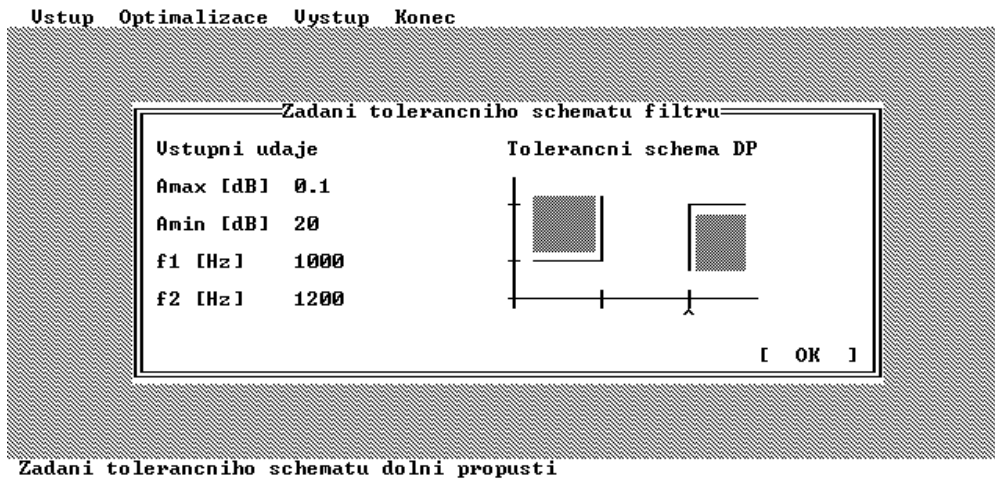 Vstup Optimalizace Vystup Konec
Zadani tolerancniho schematu filtru
Vstupni udaje
Tolerancni schema DP
Amax [dB] 0.1
Amin [dB] 20
f1 [Hz] 1000
f2 [Hz] 1200
[ OK ]
Zadani tolerancniho schematu dolni propusti